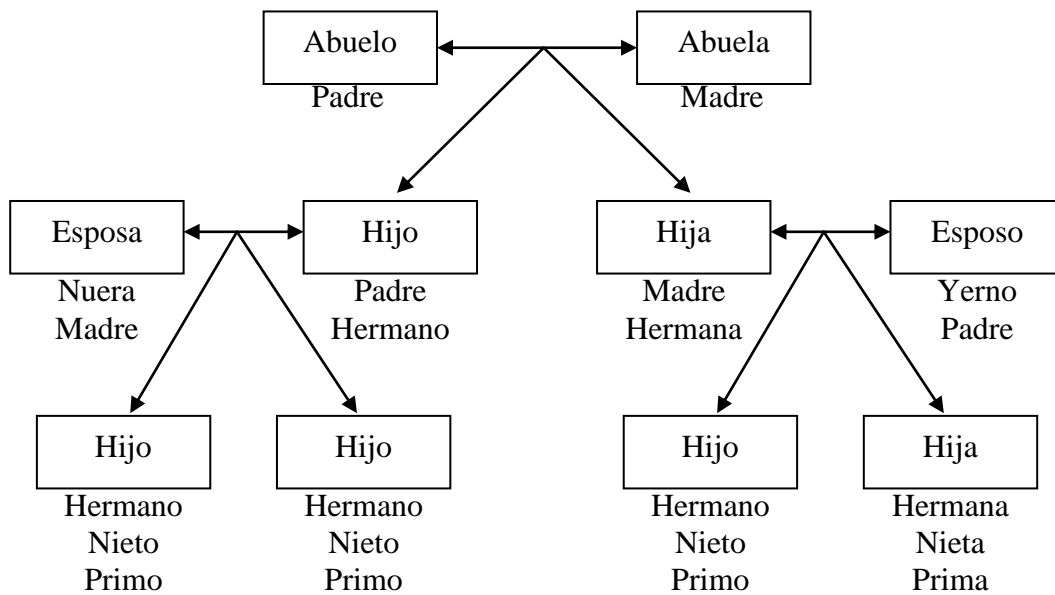 Abuelo Abuela
Padre Madre
Esposa Hijo Hija Esposo
Nuera Padre Madre Yerno
Madre Hermano Hermana Padre
Hijo Hijo Hijo Hija
Hermano Hermano Hermano Hermana
Nieto Nieto Nieto Nieta
Primo Primo Primo Prima